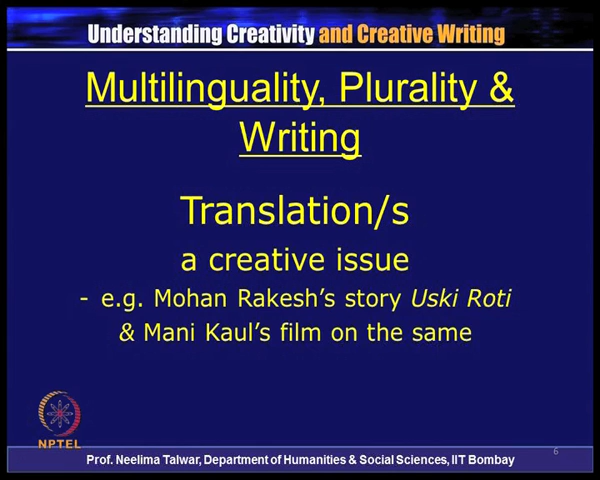 Understanding Creativity and Creative Writing
Multilinguality, Plurality &
Writing
Translation/s
a creative issue
- e.g. Mohan Rakesh's story Uski Roti
& Mani Kaul's film on the same
NPTEL
6
Prof. Neelima Talwar, Department of Humanities & Social Sciences, IIT Bombay